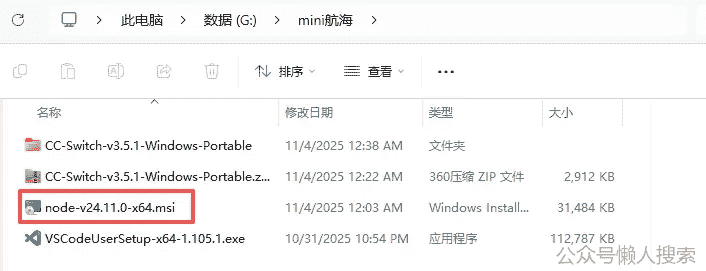 此电脑 > 数据 (G:) > mini航海 >
排序 查看 ...
名称 修改日期 类型 大小
CC-Switch-v3.5.1-Windows-Portable 11/4/2025 12:38 AM 文件夹
CC-Switch-v3.5.1-Windows-Portable.z... 11/4/2025 12:22 AM 360压缩 ZIP 文件 2,912 KB
node-v24.11.0-x64.msi 11/4/2025 12:03 AM Windows Install... 31,484 KB
VSCodeUserSetup-x64-1.105.1.exe 10/31/2025 10:54 PM 应用程序 112,787 KB
公众号懒人搜索